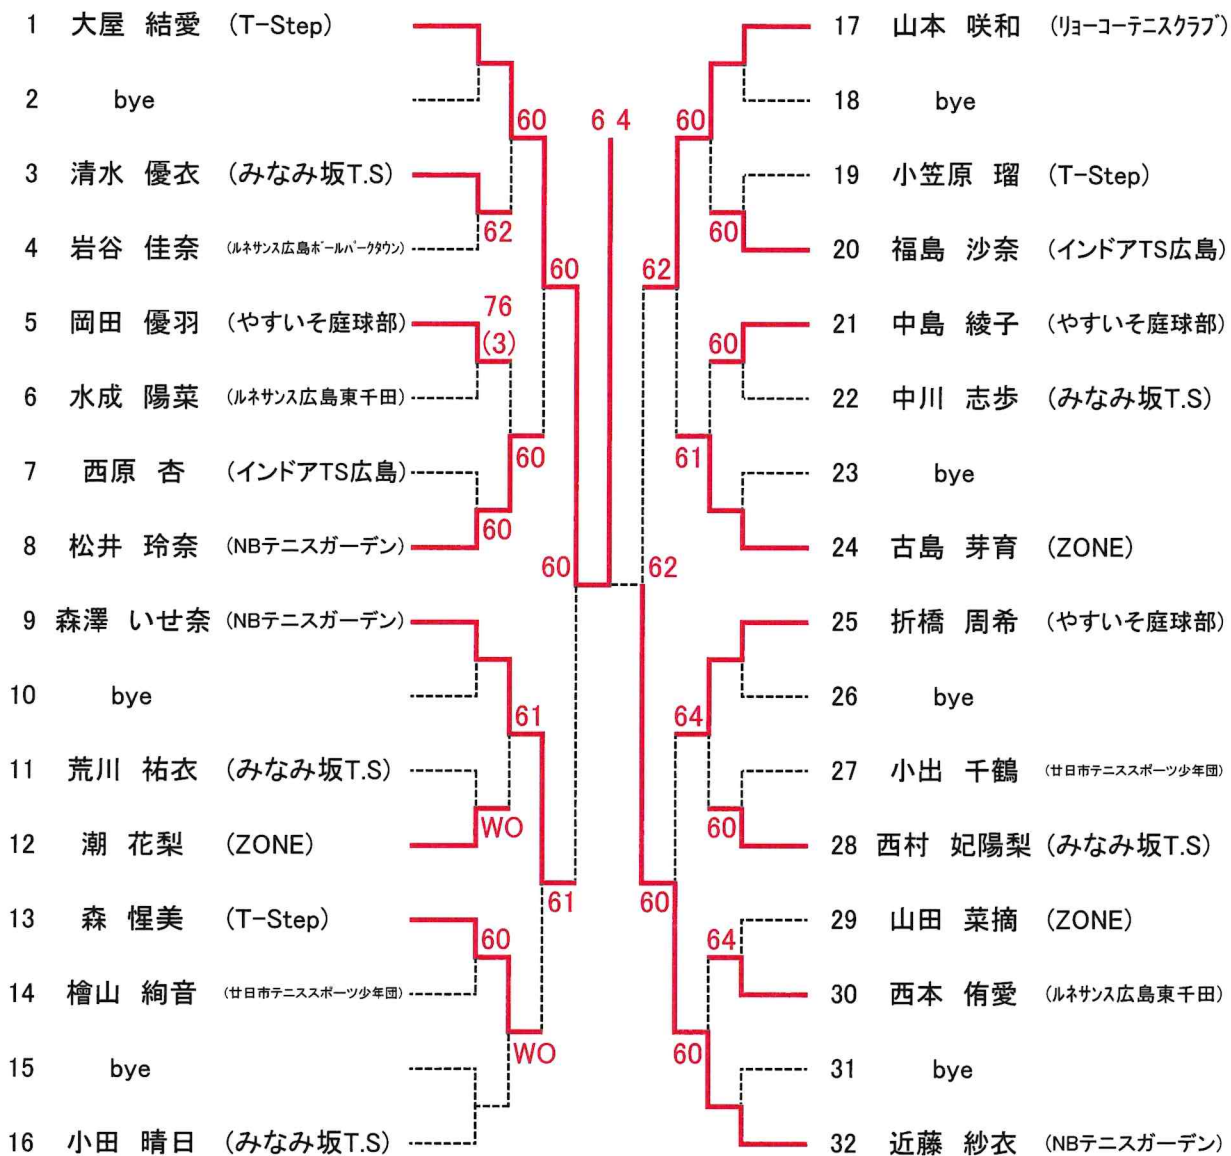 1 大屋 結愛 (T-Step)
2 bye
60
3 清水 優衣 (みなみ坂T.S)
62
4 岩谷 佳奈 (ルネサンス広島ボールパークタウン)
60
5 岡田 優羽 (やすいそ庭球部)
76
(3)
6 水成 陽菜 (ルネサンス広島東千田)
60
7 西原 杏 (インドアTS広島)
60
8 松井 玲奈 (NBテニスガーデン)
60
9 森澤 いせ奈 (NBテニスガーデン)
10 bye
61
11 荒川 祐衣 (みなみ坂T.S)
WO
12 潮 花梨 (ZONE)
61
13 森 惺美 (T-Step)
60
14 檜山 絢音 (廿日市テニススポーツ少年団)
WO
15 bye
16 小田 晴日 (みなみ坂T.S)
6 4
17 山本 咲和 (リョーコーテニスクラブ)
18 bye
60
19 小笠原 瑠 (T-Step)
60
20 福島 沙奈 (インドアTS広島)
62
21 中島 綾子 (やすいそ庭球部)
60
22 中川 志歩 (みなみ坂T.S)
61
23 bye
24 古島 芽育 (ZONE)
62
25 折橋 周希 (やすいそ庭球部)
26 bye
64
27 小出 千鶴 (廿日市テニススポーツ少年団)
60
28 西村 妃陽梨 (みなみ坂T.S)
60
29 山田 菜摘 (ZONE)
64
30 西本 侑愛 (ルネサンス広島東千田)
60
31 bye
32 近藤 紗衣 (NBテニスガーデン)